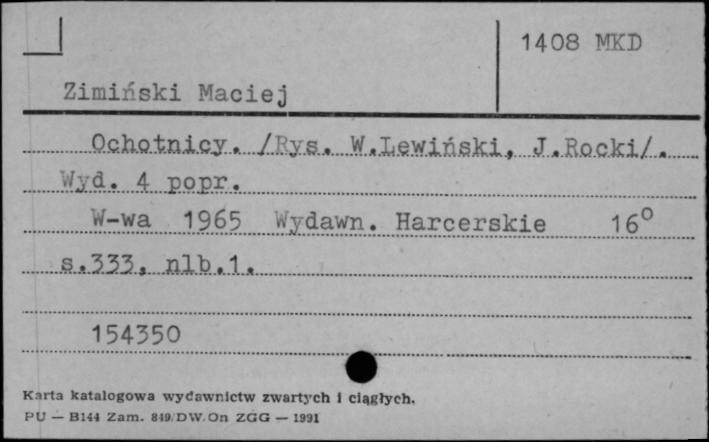 1408 MKD
Zimiński Maciej
Ochotnicy. /Rys. W.Lewiński, J.Rocki/.
Wyd. 4 popr.
W-wa 1965 Wydawn. Harcerskie 16°
s.333, nlb.1.
154350
Karta katalogowa wydawnictw zwartych i ciągłych.
PU — B144 Zam. 849/DW.On ZGG — 1991